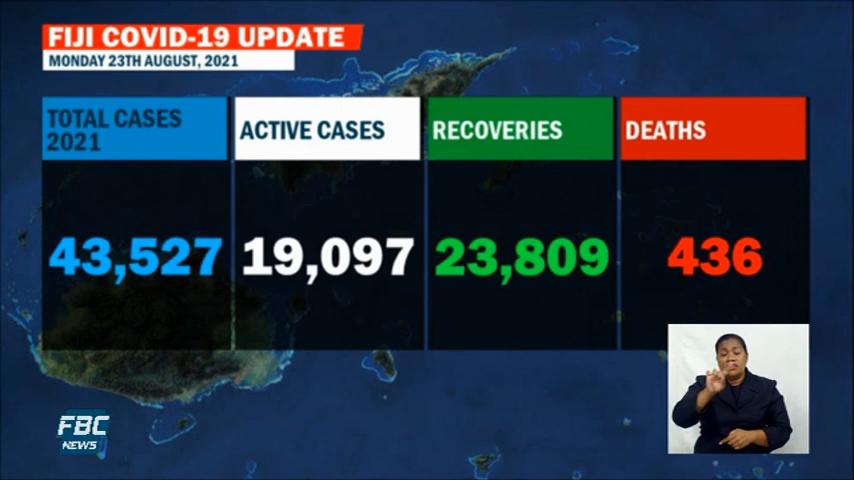 FIJI COVID-19 UPDATE
MONDAY 23TH AUGUST, 2021
TOTAL CASES
2021
ACTIVE CASES
RECOVERIES
DEATHS
43,527
19,097
23,809
436
FBC
NEWS